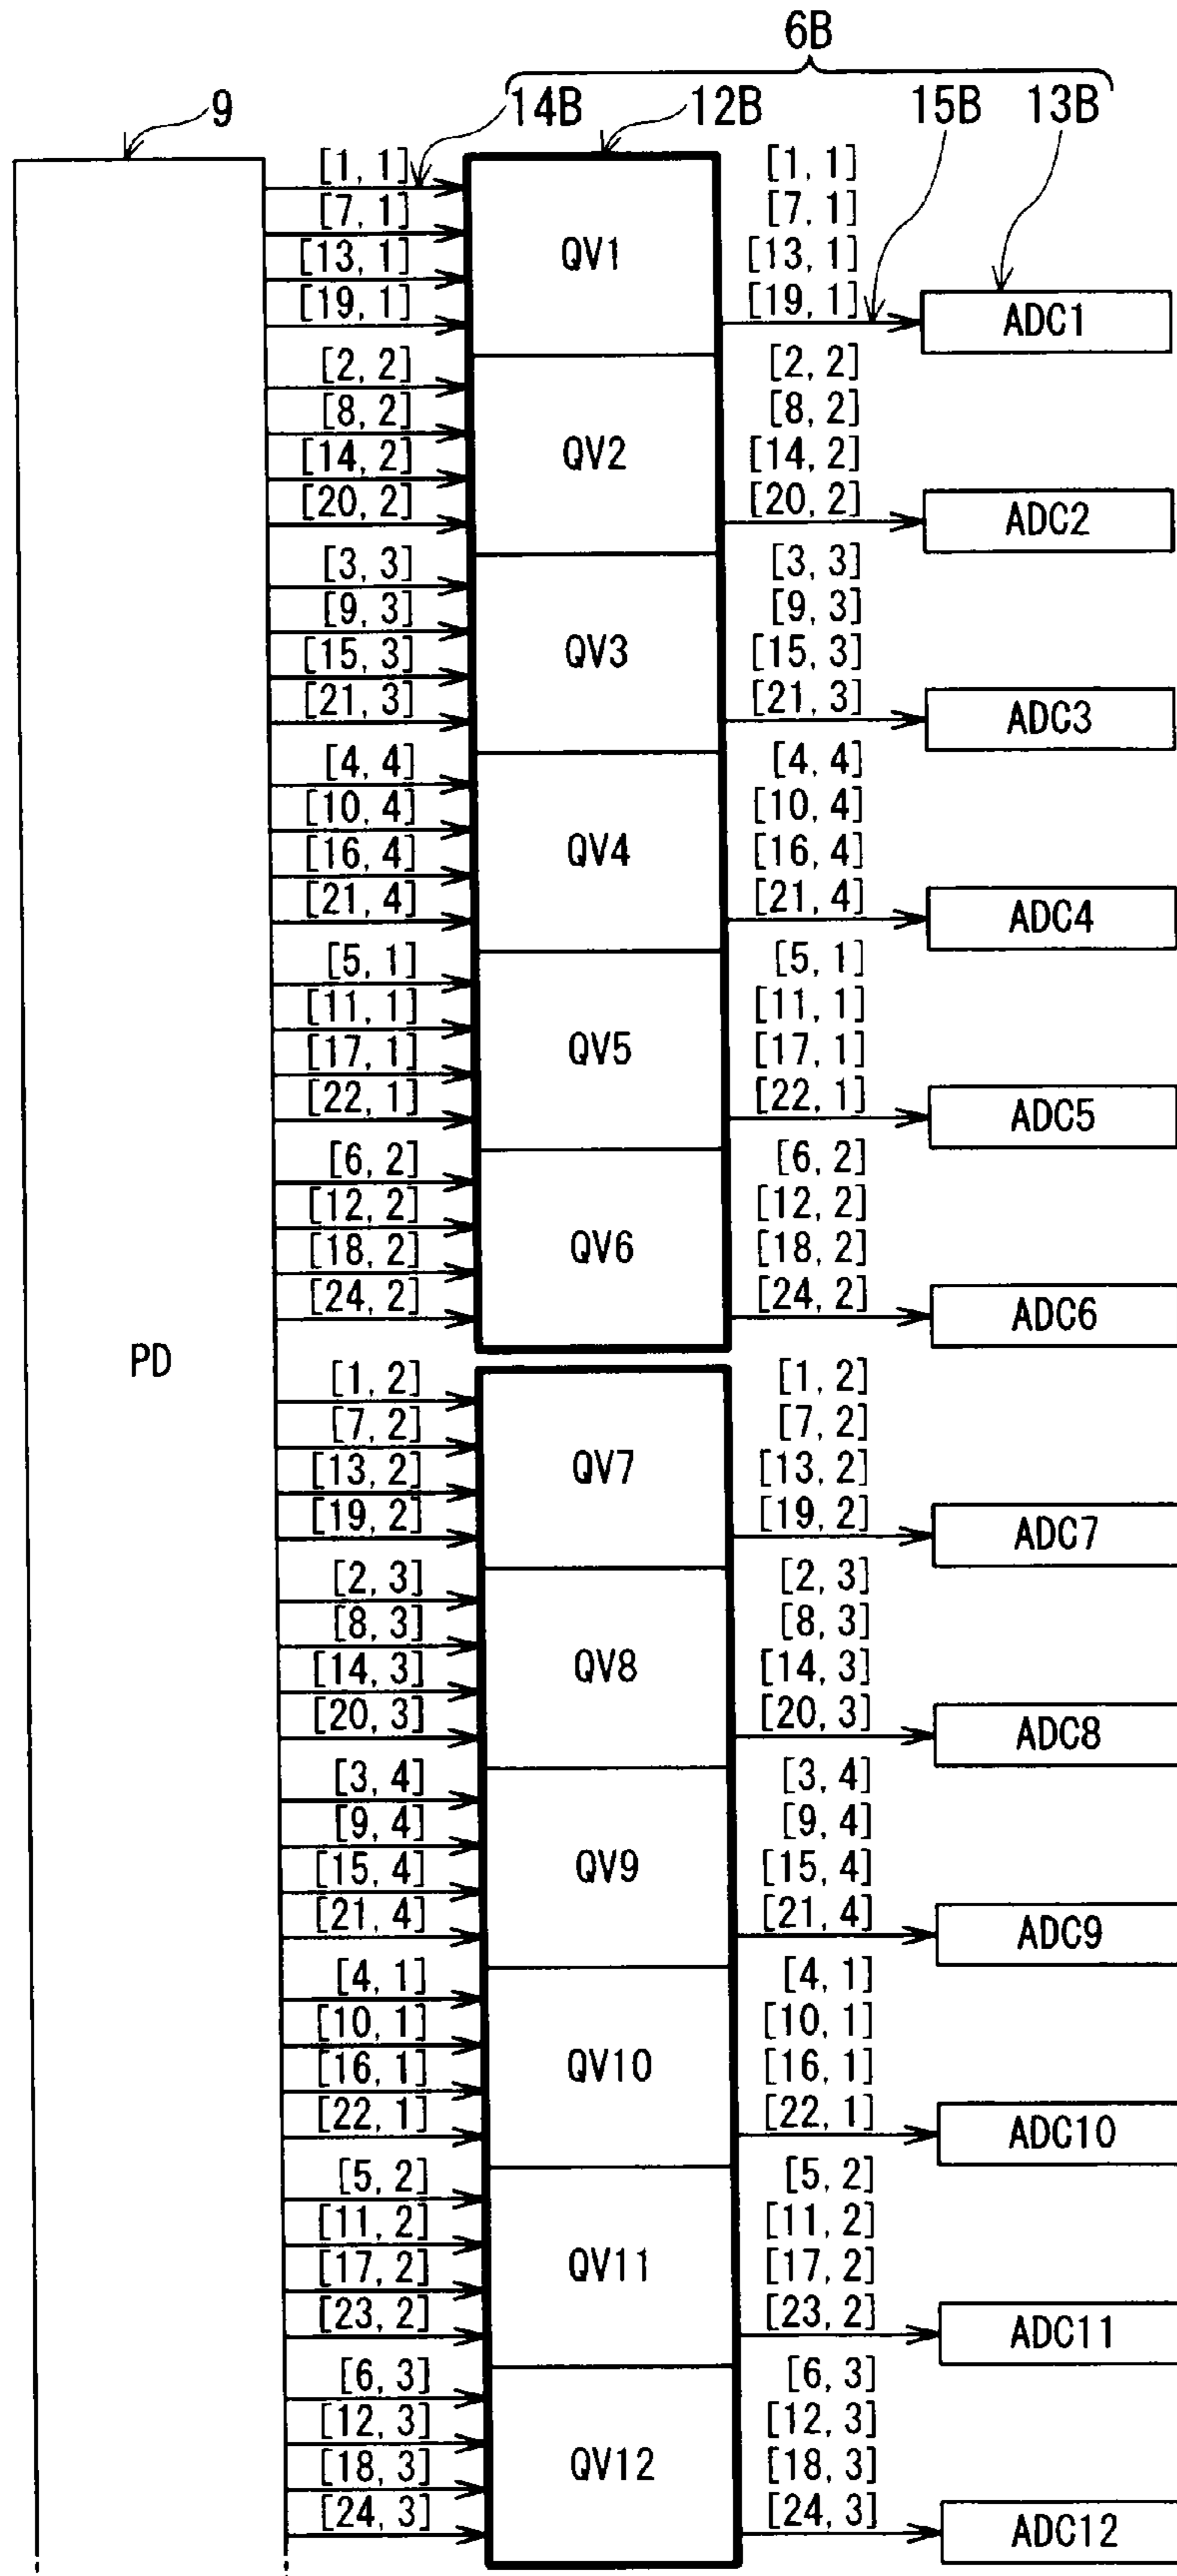 6B
9 14B 12B 15B 13B
[1, 1] [1, 1]
[7, 1] [7, 1]
[13, 1] QV1 [13, 1]
[19, 1] [19, 1] ADC1
[2, 2] [2, 2]
[8, 2] [8, 2]
[14, 2] QV2 [14, 2]
[20, 2] [20, 2] ADC2
[3, 3] [3, 3]
[9, 3] [9, 3]
[15, 3] QV3 [15, 3]
[21, 3] [21, 3] ADC3
[4, 4] [4, 4]
[10, 4] [10, 4]
[16, 4] QV4 [16, 4]
[21, 4] [21, 4] ADC4
[5, 1] [5, 1]
[11, 1] [11, 1]
[17, 1] QV5 [17, 1]
[22, 1] [22, 1] ADC5
[6, 2] [6, 2]
[12, 2] [12, 2]
[18, 2] QV6 [18, 2]
[24, 2] [24, 2] ADC6
PD
[1, 2] [1, 2]
[7, 2] [7, 2]
[13, 2] QV7 [13, 2]
[19, 2] [19, 2] ADC7
[2, 3] [2, 3]
[8, 3] [8, 3]
[14, 3] QV8 [14, 3]
[20, 3] [20, 3] ADC8
[3, 4] [3, 4]
[9, 4] [9, 4]
[15, 4] QV9 [15, 4]
[21, 4] [21, 4] ADC9
[4, 1] [4, 1]
[10, 1] [10, 1]
[16, 1] QV10 [16, 1]
[22, 1] [22, 1] ADC10
[5, 2] [5, 2]
[11, 2] [11, 2]
[17, 2] QV11 [17, 2]
[23, 2] [23, 2] ADC11
[6, 3] [6, 3]
[12, 3] [12, 3]
[18, 3] QV12 [18, 3]
[24, 3] [24, 3] ADC12